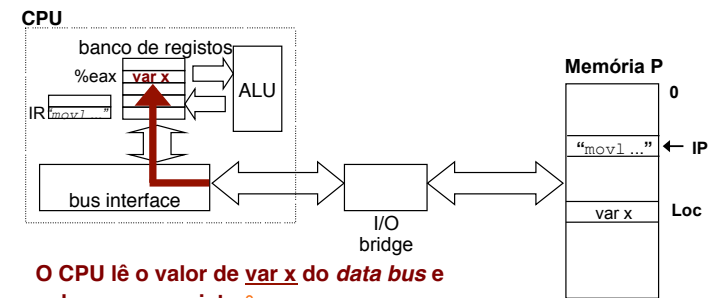 CPU
banco de registos
%eax
var x
ALU
IR
"movl ..."
bus interface
I/O
bridge
Memória P
0
"movl ..."
← IP
var x
Loc
O CPU lê o valor de var x do data bus e